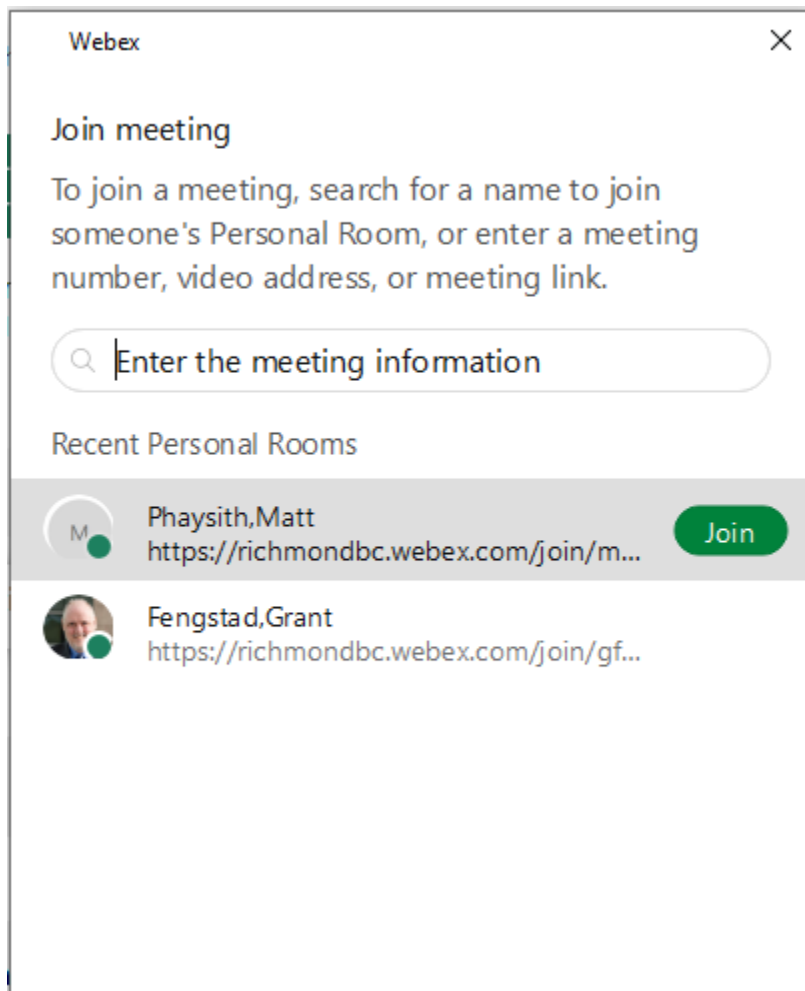 Webex
Join meeting
To join a meeting, search for a name to join
someone's Personal Room, or enter a meeting
number, video address, or meeting link.
Enter the meeting information
Recent Personal Rooms
M
Phaysith,Matt
https://richmondbc.webex.com/join/m...
Join
Fengstad,Grant
https://richmondbc.webex.com/join/gf...